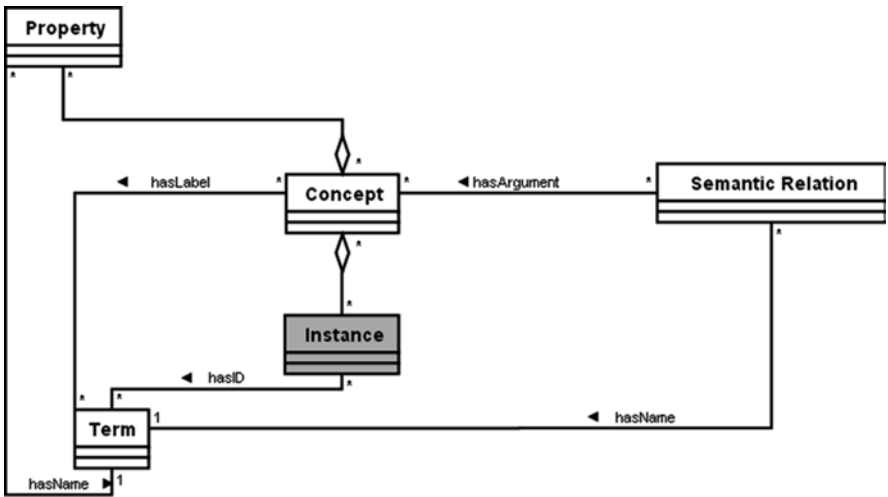 Property
* *
*
◄ hasLabel *
Concept
* ◄ hasArgument *
Semantic Relation
*
*
*
Instance
◄ hasID *
* *
Term
1 ◄ hasName
hasName ► 1